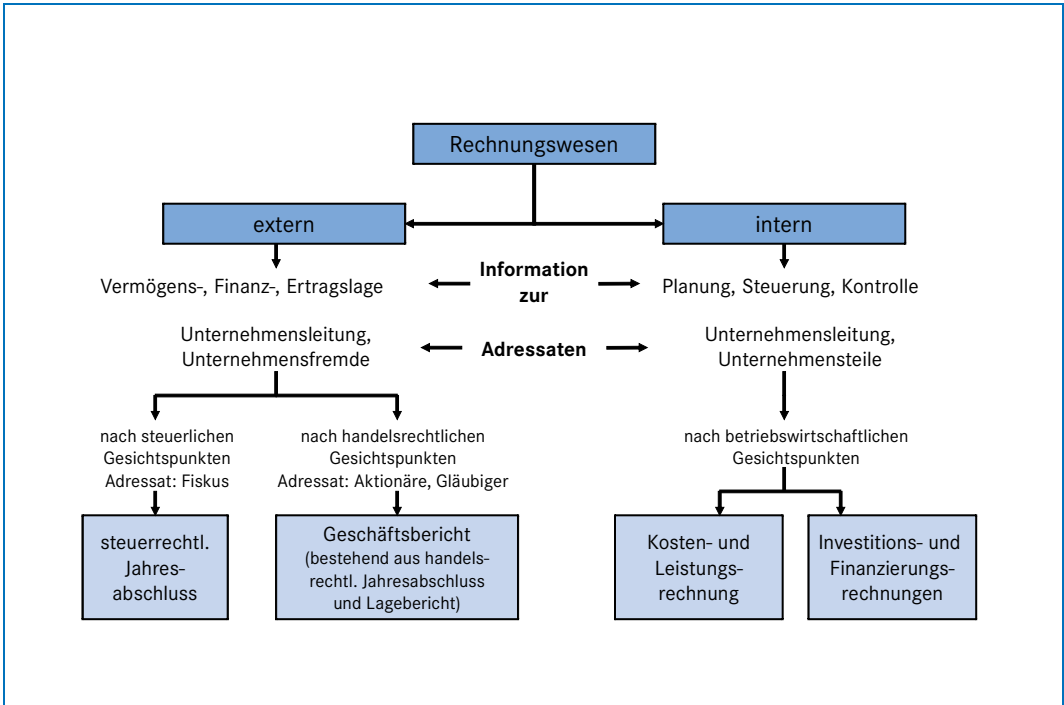 Rechnungswesen
extern
intern
Vermögens-, Finanz-, Ertragslage
Information
zur
Planung, Steuerung, Kontrolle
Unternehmensleitung,
Unternehmensfremde
Adressaten
Unternehmensleitung,
Unternehmensteile
nach steuerlichen
Gesichtspunkten
Adressat: Fiskus
nach handelsrechtlichen
Gesichtspunkten
Adressat: Aktionäre, Gläubiger
nach betriebswirtschaftlichen
Gesichtspunkten
steuerrechtl.
Jahres-
abschluss
Geschäftsbericht
(bestehend aus handels-
rechtl. Jahresabschluss
und Lagebericht)
Kosten- und
Leistungs-
rechnung
Investitions- und
Finanzierungs-
rechnungen